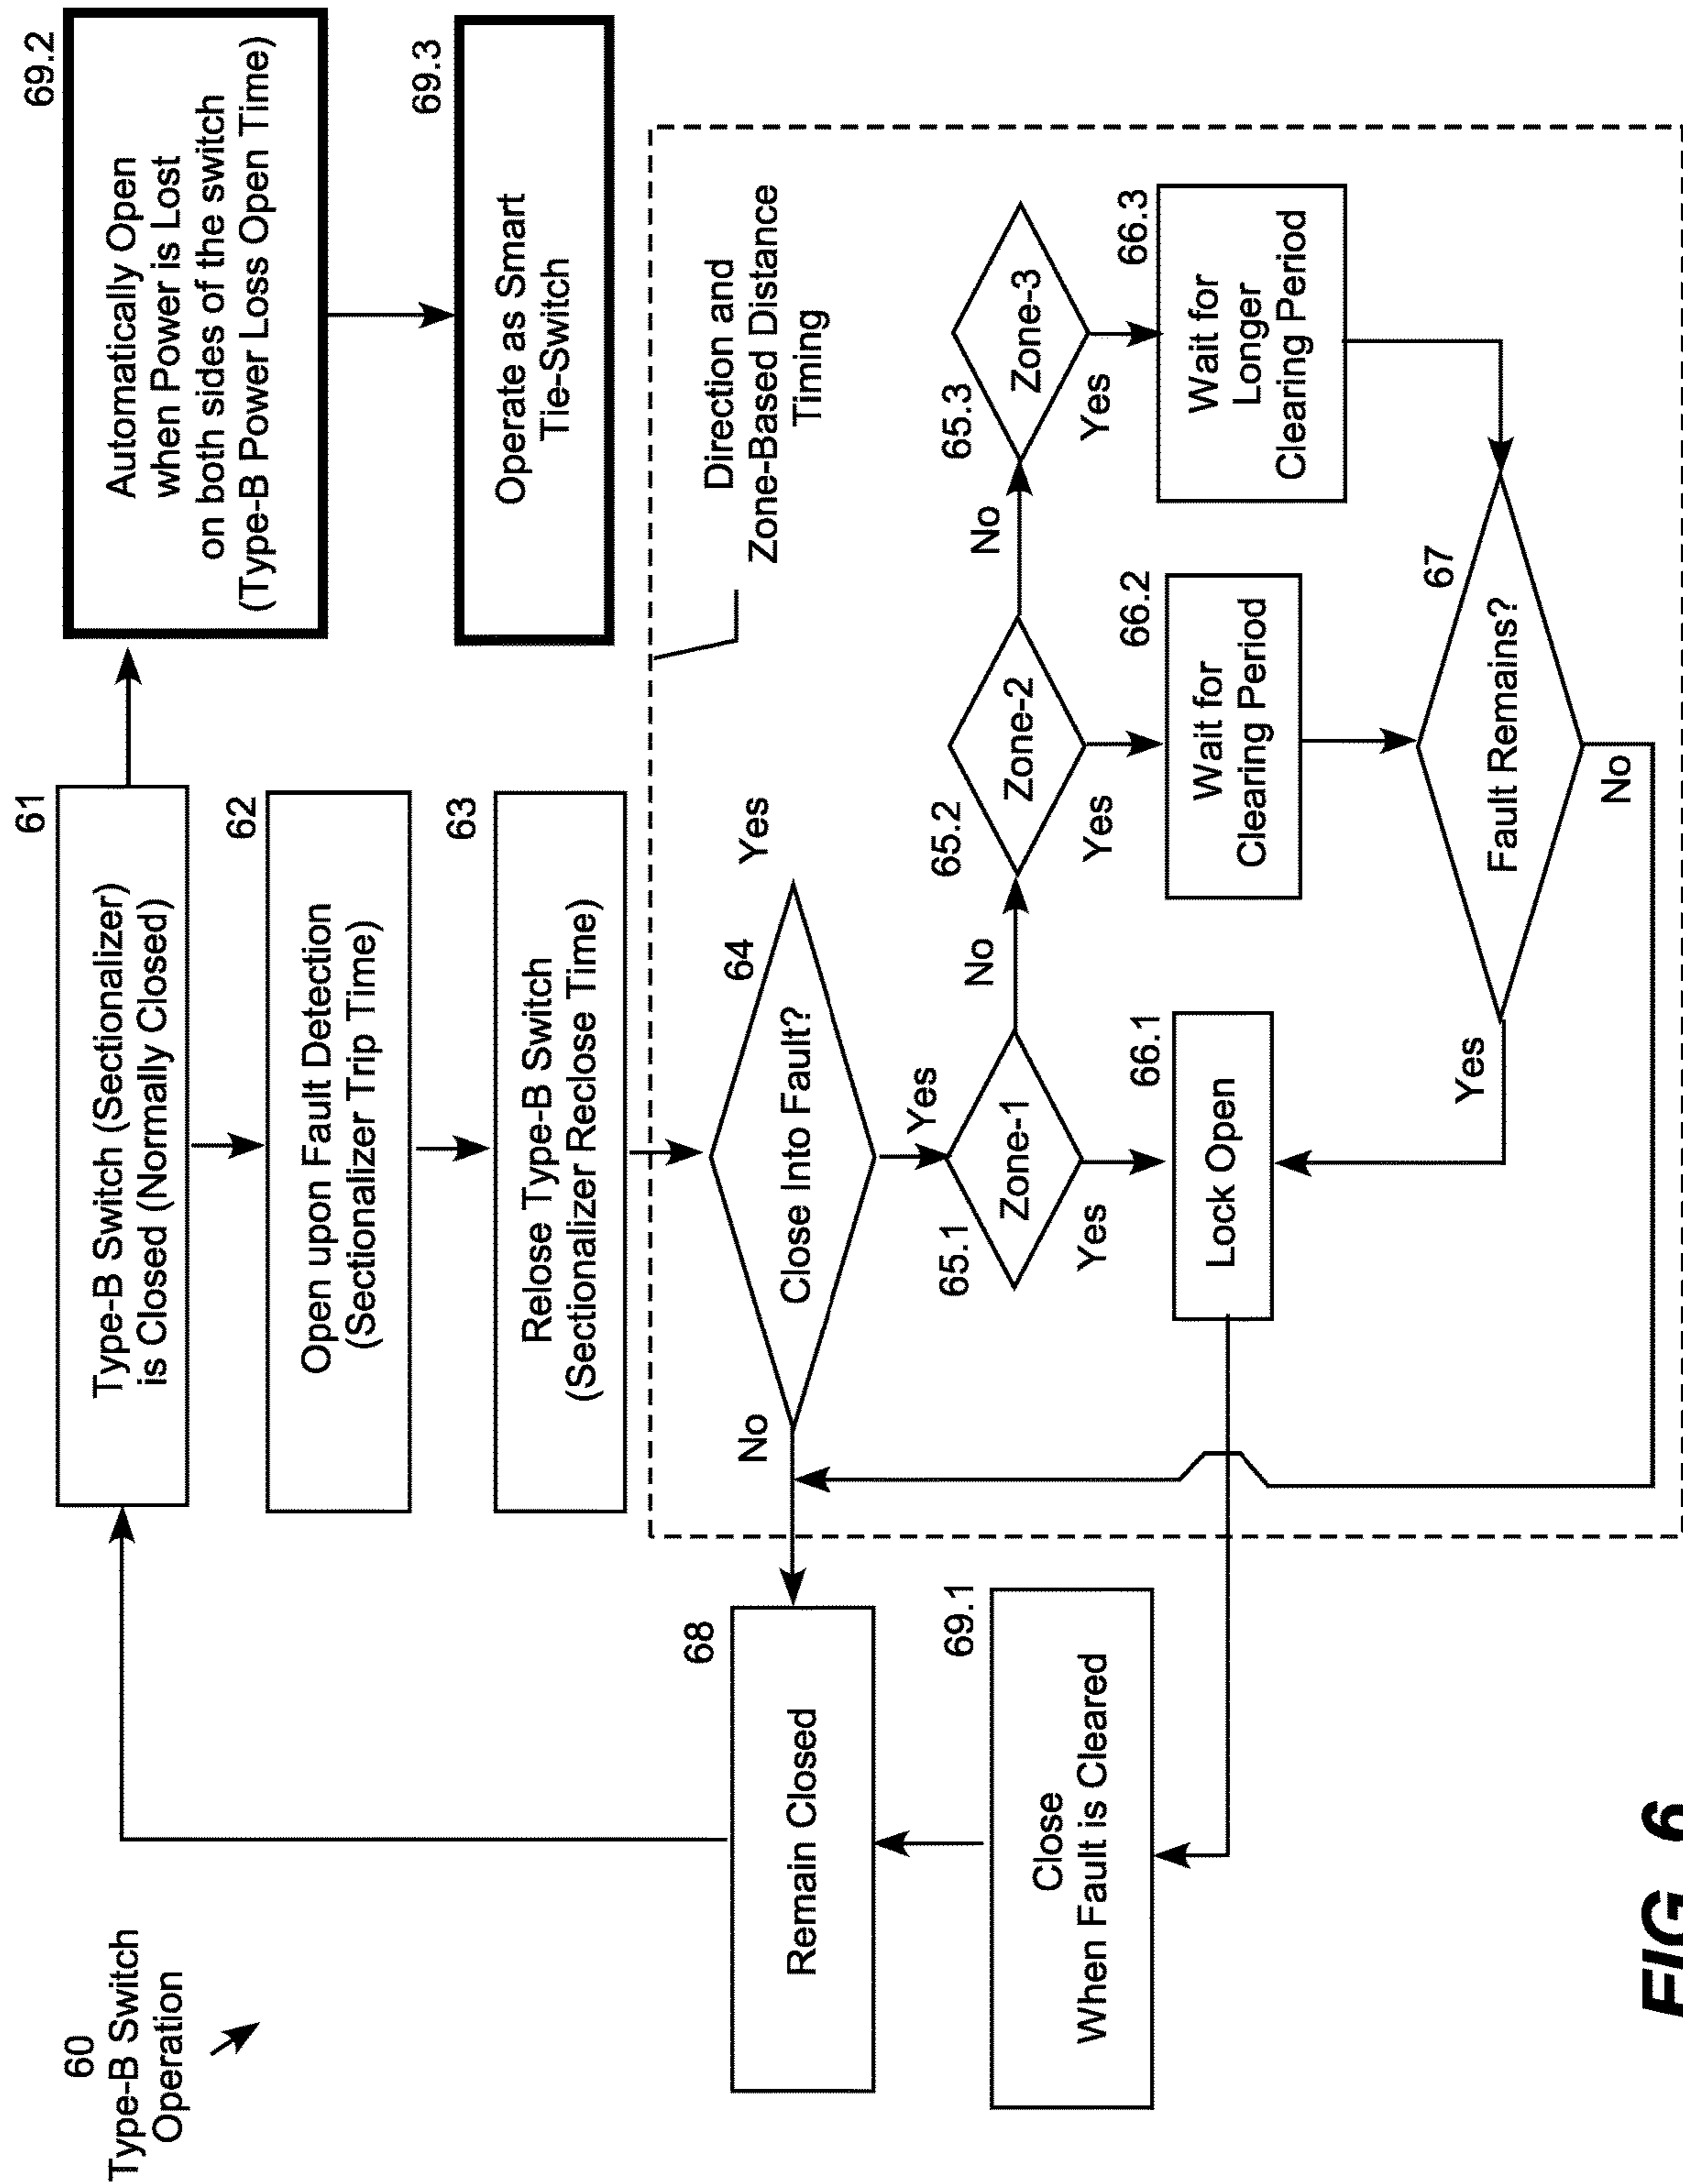 60
Type-B Switch
Operation
61
Type-B Switch (Sectionalizer)
is Closed (Normally Closed)
69.2
Automatically Open
when Power is Lost
on both sides of the switch
(Type-B Power Loss Open Time)
62
Open upon Fault Detection
(Sectionalizer Trip Time)
69.3
Operate as Smart
Tie-Switch
63
Relose Type-B Switch
(Sectionalizer Reclose Time)
Direction and
Zone-Based Distance
Timing
64
Close Into Fault?
Yes
No
Yes
68
Remain Closed
65.1
Zone-1
No
Yes
65.2
Zone-2
No
Yes
65.3
Zone-3
Yes
69.1
Close
When Fault is Cleared
66.1
Lock Open
66.2
Wait for
Clearing Period
66.3
Wait for
Longer
Clearing Period
67
Fault Remains?
Yes
No
FIG. 6